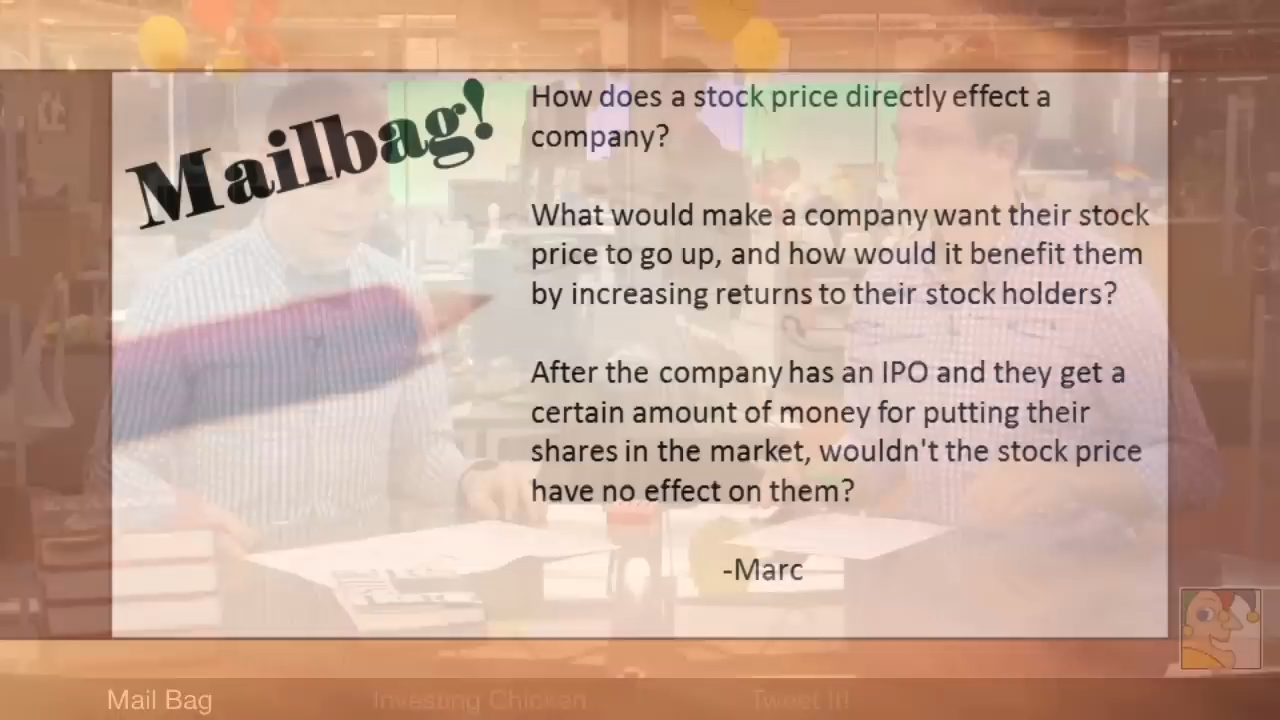 Mailbag!
How does a stock price directly effect a
company?
What would make a company want their stock
price to go up, and how would it benefit them
by increasing returns to their stock holders?
After the company has an IPO and they get a
certain amount of money for putting their
shares in the market, wouldn't the stock price
have no effect on them?
-Marc
Mail Bag
Investing Chicken
Tweet It!